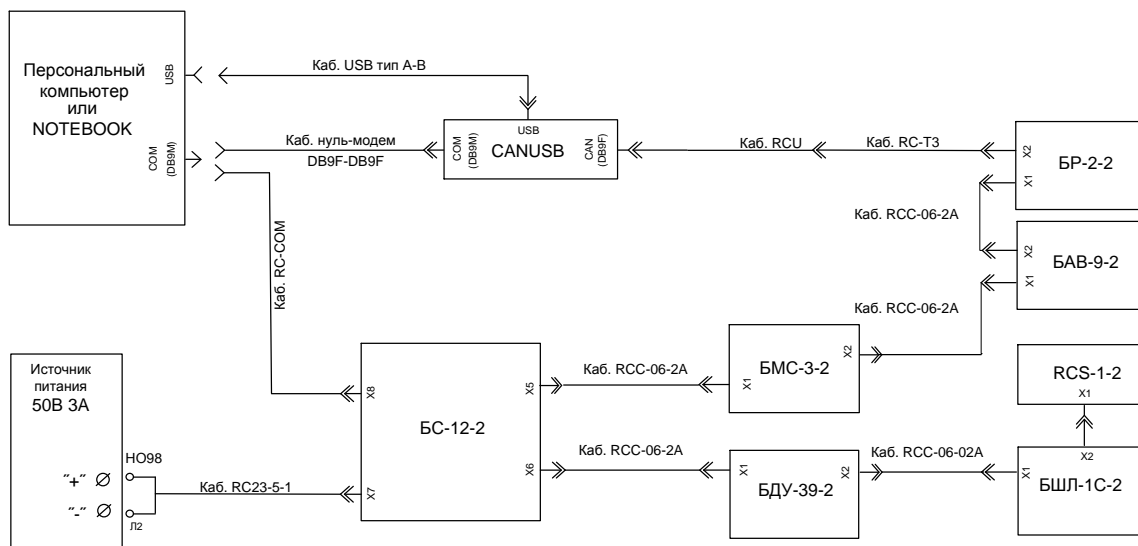 Персональный
компьютер
или
NOTEBOOK
USB
COM
(DB9M)
Каб. USB тип A-B
Каб. нуль-модем
DB9F-DB9F
COM
(DB9M)
USB
CANUSB
CAN
(DB9F)
Каб. RCU
Каб. RC-T3
X2
X1
БР-2-2
Каб. RCC-06-2A
X2
X1
БАВ-9-2
Каб. RCC-06-2A
Каб. RC-COM
Источник
питания
50В 3А
"+"
"-"
НО98
Л2
Каб. RC23-5-1
X8
X7
БС-12-2
X5
X6
Каб. RCC-06-2A
X1
БМС-3-2
X2
Каб. RCC-06-2A
X1
БДУ-39-2
X2
Каб. RCC-06-02A
RCS-1-2
X1
X2
X1
БШЛ-1С-2